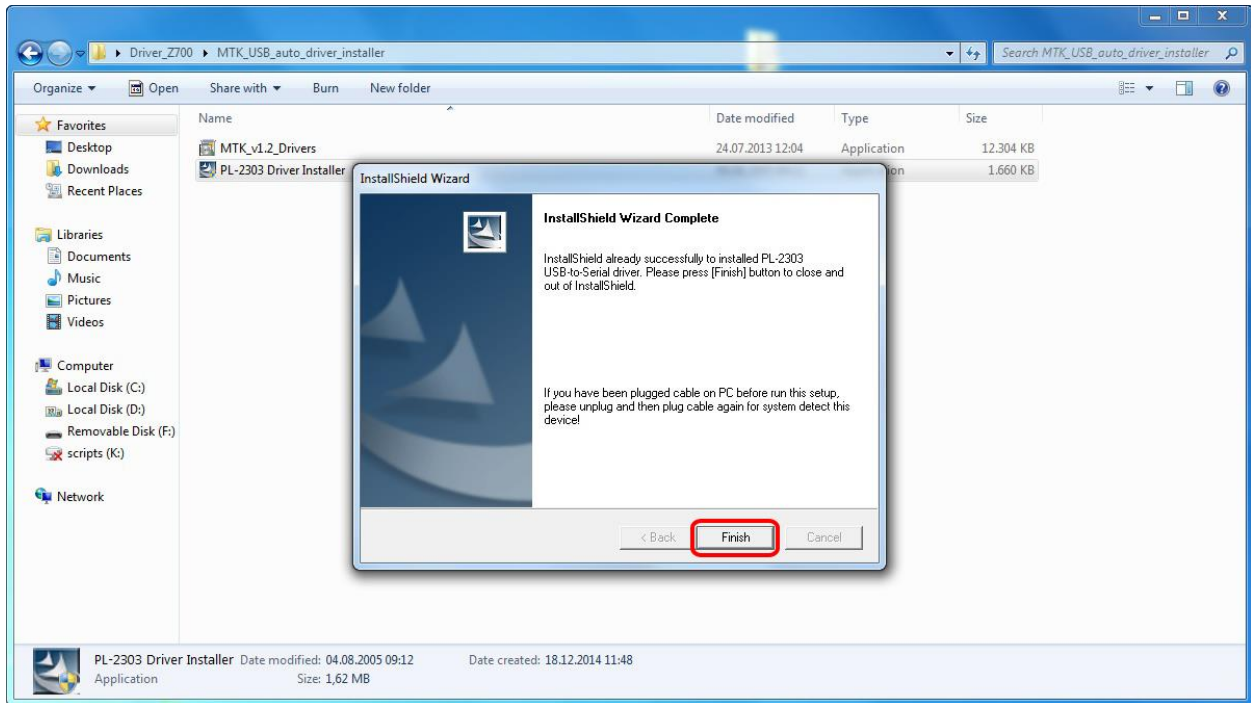 Driver_Z700 ▸ MTK_USB_auto_driver_installer
Search MTK_USB_auto_driver_installer
Organize Open Share with Burn New folder
Favorites
Desktop
Downloads
Recent Places
Libraries
Documents
Music
Pictures
Videos
Computer
Local Disk (C:)
Local Disk (D:)
Removable Disk (F:)
scripts (K:)
Network
Name Date modified Type Size
MTK_v1.2_Drivers 24.07.2013 12:04 Application 12.304 KB
PL-2303 Driver Installer 1.660 KB
InstallShield Wizard
InstallShield Wizard Complete
InstallShield already successfully to installed PL-2303
USB-to-Serial driver. Please press [Finish] button to close and
out of InstallShield.
If you have been plugged cable on PC before run this setup,
please unplug and then plug cable again for system detect this
device!
< Back Finish Cancel
PL-2303 Driver Installer Date modified: 04.08.2005 09:12 Date created: 18.12.2014 11:48
Application Size: 1,62 MB